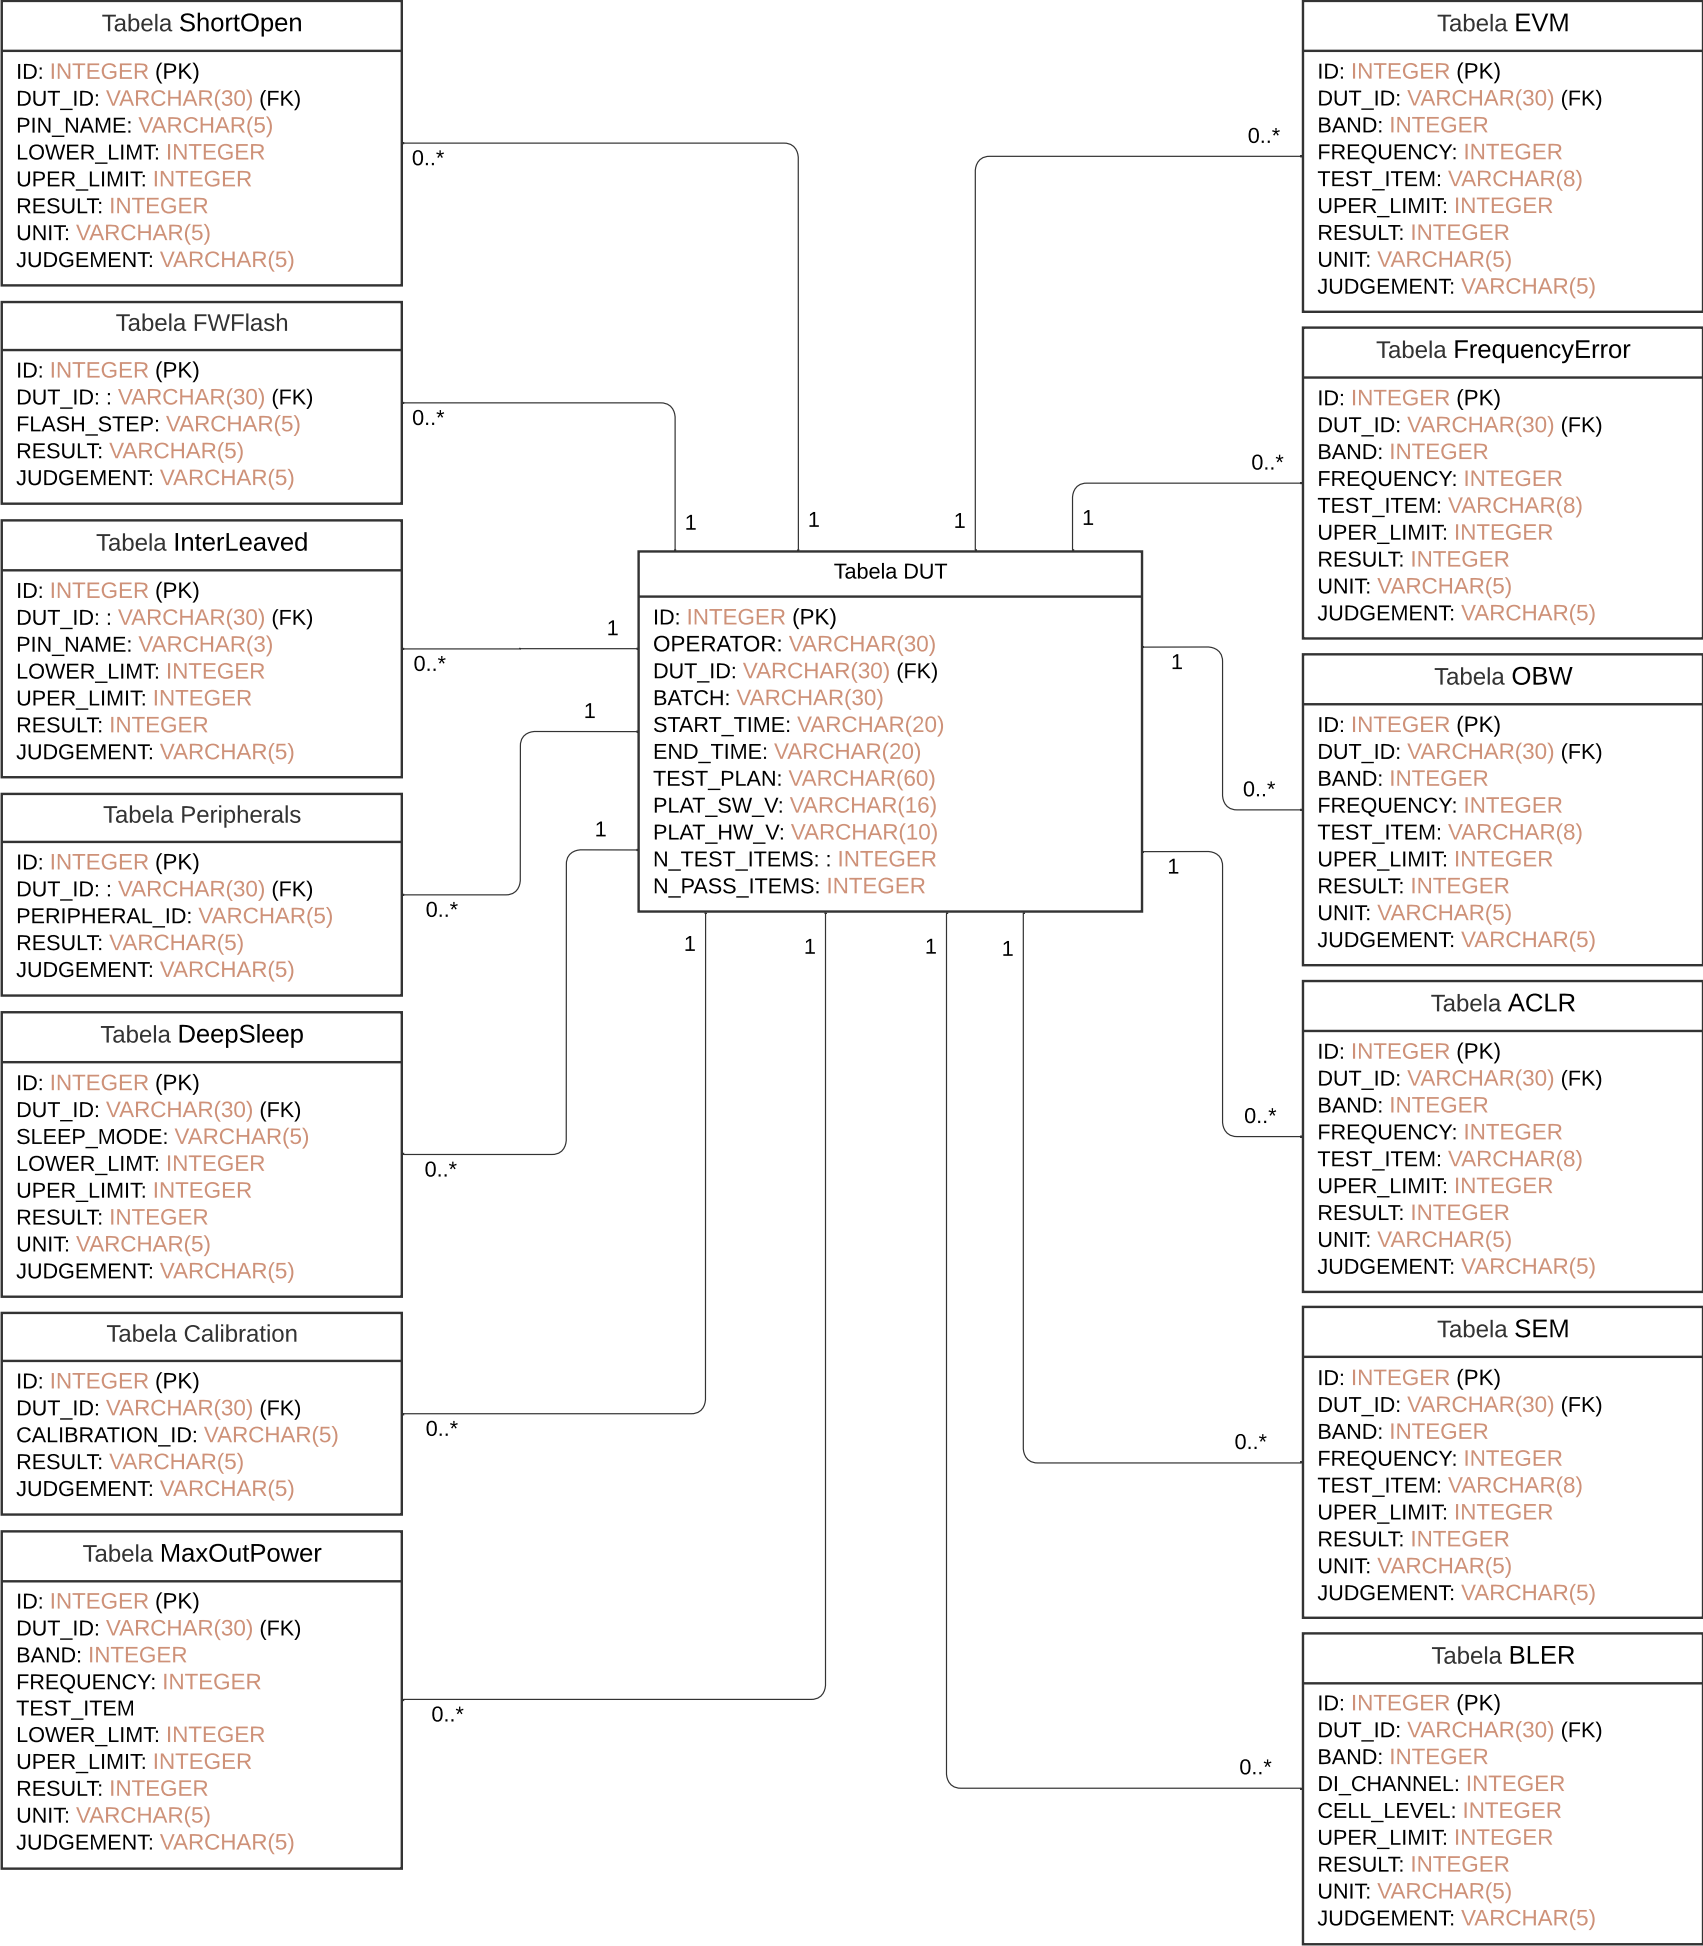 Tabela ShortOpen
ID: INTEGER (PK)
DUT_ID: VARCHAR(30) (FK)
PIN_NAME: VARCHAR(5)
LOWER_LIMT: INTEGER
UPER_LIMIT: INTEGER
RESULT: INTEGER
UNIT: VARCHAR(5)
JUDGEMENT: VARCHAR(5)
0..*
1
Tabela FWFlash
ID: INTEGER (PK)
DUT_ID: : VARCHAR(30) (FK)
FLASH_STEP: VARCHAR(5)
RESULT: VARCHAR(5)
JUDGEMENT: VARCHAR(5)
0..*
1
Tabela InterLeaved
ID: INTEGER (PK)
DUT_ID: : VARCHAR(30) (FK)
PIN_NAME: VARCHAR(3)
LOWER_LIMT: INTEGER
UPER_LIMIT: INTEGER
RESULT: INTEGER
JUDGEMENT: VARCHAR(5)
0..*
1
Tabela Peripherals
ID: INTEGER (PK)
DUT_ID: : VARCHAR(30) (FK)
PERIPHERAL_ID: VARCHAR(5)
RESULT: VARCHAR(5)
JUDGEMENT: VARCHAR(5)
0..*
1
Tabela DeepSleep
ID: INTEGER (PK)
DUT_ID: VARCHAR(30) (FK)
SLEEP_MODE: VARCHAR(5)
LOWER_LIMT: INTEGER
UPER_LIMIT: INTEGER
RESULT: INTEGER
UNIT: VARCHAR(5)
JUDGEMENT: VARCHAR(5)
0..*
1
Tabela Calibration
ID: INTEGER (PK)
DUT_ID: VARCHAR(30) (FK)
CALIBRATION_ID: VARCHAR(5)
RESULT: VARCHAR(5)
JUDGEMENT: VARCHAR(5)
0..*
1
Tabela MaxOutPower
ID: INTEGER (PK)
DUT_ID: VARCHAR(30) (FK)
BAND: INTEGER
FREQUENCY: INTEGER
TEST_ITEM
LOWER_LIMT: INTEGER
UPER_LIMIT: INTEGER
RESULT: INTEGER
UNIT: VARCHAR(5)
JUDGEMENT: VARCHAR(5)
0..*
1
Tabela DUT
ID: INTEGER (PK)
OPERATOR: VARCHAR(30)
DUT_ID: VARCHAR(30) (FK)
BATCH: VARCHAR(30)
START_TIME: VARCHAR(20)
END_TIME: VARCHAR(20)
TEST_PLAN: VARCHAR(60)
PLAT_SW_V: VARCHAR(16)
PLAT_HW_V: VARCHAR(10)
N_TEST_ITEMS: : INTEGER
N_PASS_ITEMS: INTEGER
Tabela EVM
ID: INTEGER (PK)
DUT_ID: VARCHAR(30) (FK)
BAND: INTEGER
FREQUENCY: INTEGER
TEST_ITEM: VARCHAR(8)
UPER_LIMIT: INTEGER
RESULT: INTEGER
UNIT: VARCHAR(5)
JUDGEMENT: VARCHAR(5)
0..*
1
Tabela FrequencyError
ID: INTEGER (PK)
DUT_ID: VARCHAR(30) (FK)
BAND: INTEGER
FREQUENCY: INTEGER
TEST_ITEM: VARCHAR(8)
UPER_LIMIT: INTEGER
RESULT: INTEGER
UNIT: VARCHAR(5)
JUDGEMENT: VARCHAR(5)
0..*
1
Tabela OBW
ID: INTEGER (PK)
DUT_ID: VARCHAR(30) (FK)
BAND: INTEGER
FREQUENCY: INTEGER
TEST_ITEM: VARCHAR(8)
UPER_LIMIT: INTEGER
RESULT: INTEGER
UNIT: VARCHAR(5)
JUDGEMENT: VARCHAR(5)
0..*
1
Tabela ACLR
ID: INTEGER (PK)
DUT_ID: VARCHAR(30) (FK)
BAND: INTEGER
FREQUENCY: INTEGER
TEST_ITEM: VARCHAR(8)
UPER_LIMIT: INTEGER
RESULT: INTEGER
UNIT: VARCHAR(5)
JUDGEMENT: VARCHAR(5)
0..*
1
Tabela SEM
ID: INTEGER (PK)
DUT_ID: VARCHAR(30) (FK)
BAND: INTEGER
FREQUENCY: INTEGER
TEST_ITEM: VARCHAR(8)
UPER_LIMIT: INTEGER
RESULT: INTEGER
UNIT: VARCHAR(5)
JUDGEMENT: VARCHAR(5)
0..*
1
Tabela BLER
ID: INTEGER (PK)
DUT_ID: VARCHAR(30) (FK)
BAND: INTEGER
DI_CHANNEL: INTEGER
CELL_LEVEL: INTEGER
UPER_LIMIT: INTEGER
RESULT: INTEGER
UNIT: VARCHAR(5)
JUDGEMENT: VARCHAR(5)
0..*
1